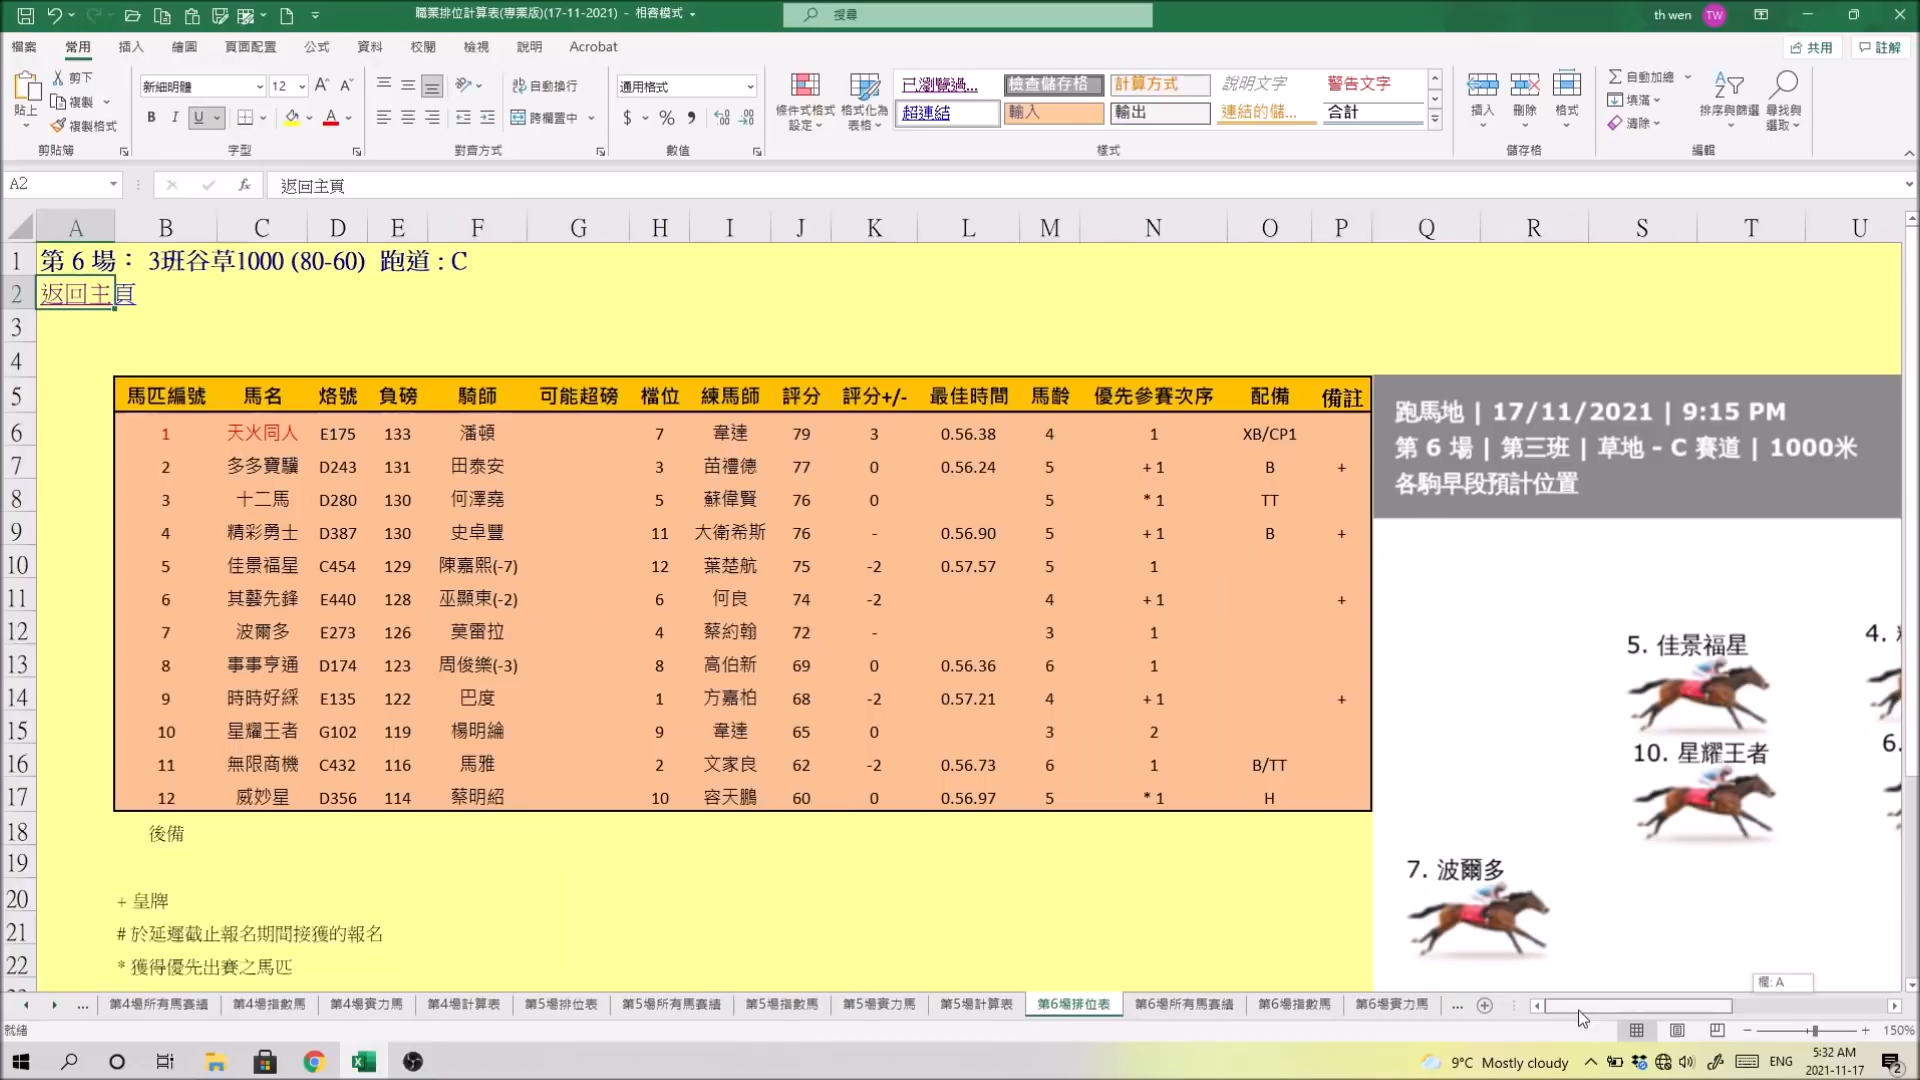 職業排位計算表(專業版)(17-11-2021) - 相容模式
搜尋
th wen TW
檔案 常用 插入 繪圖 頁面配置 公式 資料 校閱 檢視 說明 Acrobat 共用 註解
貼上 剪下 複製 複製格式 剪貼簿
新細明體 12 B I U A 字型
自動換行 跨欄置中 對齊方式
通用格式 $ % 數值
條件式格式設定 格式化為表格
已瀏覽過... 檢查儲存格 計算方式 說明文字 警告文字
超連結 輸入 輸出 連結的儲... 合計
樣式
插入 刪除 格式 儲存格
自動加總 填滿 清除 排序與篩選 尋找與選取 編輯
A2 fx 返回主頁
A B C D E F G H I J K L M N O P Q R S T U
1 第 6 場： 3班谷草1000 (80-60) 跑道 : C
2 返回主頁
3
4
5 馬匹編號 馬名 烙號 負磅 騎師 可能超磅 檔位 練馬師 評分 評分+/- 最佳時間 馬齡 優先參賽次序 配備 備註
6 1 天火同人 E175 133 潘頓 7 韋達 79 3 0.56.38 4 1 XB/CP1
7 2 多多寶驥 D243 131 田泰安 3 苗禮德 77 0 0.56.24 5 + 1 B +
8 3 十二馬 D280 130 何澤堯 5 蘇偉賢 76 0 5 * 1 TT
9 4 精彩勇士 D387 130 史卓豐 11 大衛希斯 76 - 0.56.90 5 + 1 B +
10 5 佳景福星 C454 129 陳嘉熙(-7) 12 葉楚航 75 -2 0.57.57 5 1
11 6 其藝先鋒 E440 128 巫顯東(-2) 6 何良 74 -2 4 + 1 +
12 7 波爾多 E273 126 莫雷拉 4 蔡約翰 72 - 3 1
13 8 事事亨通 D174 123 周俊樂(-3) 8 高伯新 69 0 0.56.36 6 1
14 9 時時好綵 E135 122 巴度 1 方嘉柏 68 -2 0.57.21 4 + 1 +
15 10 星耀王者 G102 119 楊明綸 9 韋達 65 0 3 2
16 11 無限商機 C432 116 馬雅 2 文家良 62 -2 0.56.73 6 1 B/TT
17 12 威妙星 D356 114 蔡明紹 10 容天鵬 60 0 0.56.97 5 * 1 H
18 後備
19
20 + 皇牌
21 # 於延遲截止報名期間接獲的報名
22 * 獲得優先出賽之馬匹
跑馬地 | 17/11/2021 | 9:15 PM
第 6 場 | 第三班 | 草地 - C 賽道 | 1000米
各駒早段預計位置
5. 佳景福星
4.
10. 星耀王者
6.
7. 波爾多
欄: A
... 第4場所有馬賽績 第4場指數馬 第4場實力馬 第4場計算表 第5場排位表 第5場所有馬賽績 第5場指數馬 第5場實力馬 第5場計算表 第6場排位表 第6場所有馬賽績 第6場指數馬 第6場實力馬 ...
就緒 150%
9°C Mostly cloudy ENG 5:32 AM
2021-11-17 2